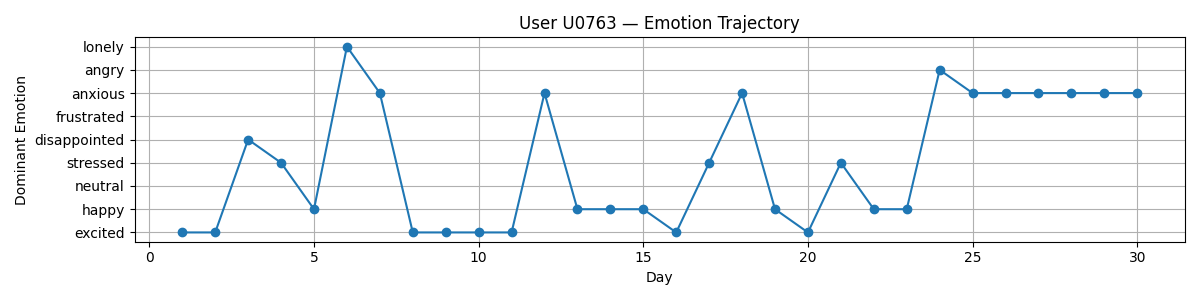 User U0763 — Emotion Trajectory
Dominant Emotion
lonely
angry
anxious
frustrated
disappointed
stressed
neutral
happy
excited
0 5 10 15 20 25 30
Day